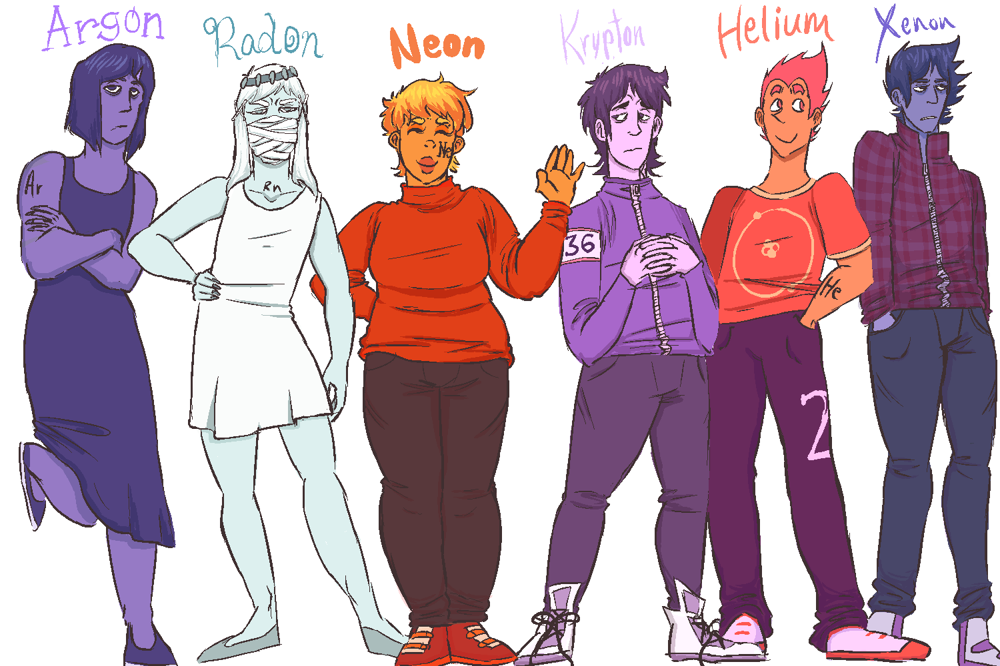 Argon
Radon
Neon
Krypton
Helium
Xenon
Ar
Rn
Ne
36
He
2